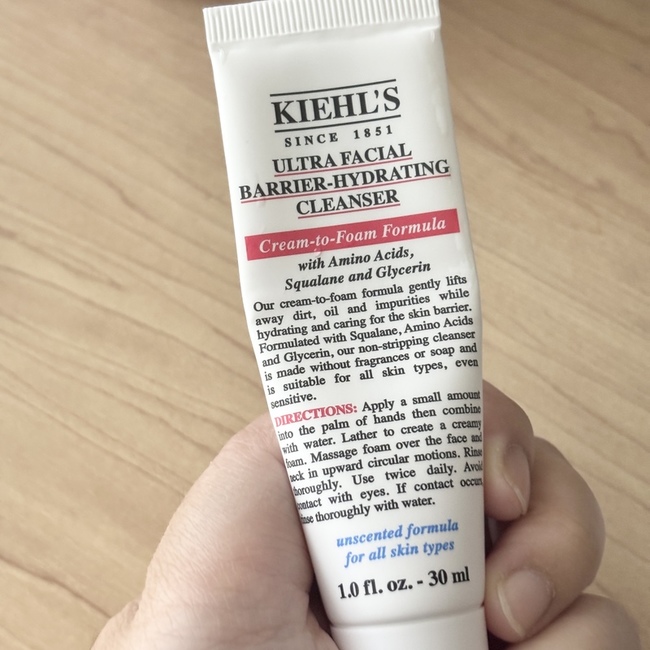 KIEHL'S
SINCE 1851
ULTRA FACIAL
BARRIER-HYDRATING
CLEANSER
Cream-to-Foam Formula
with Amino Acids,
Squalane and Glycerin
Our cream-to-foam formula gently lifts
away dirt, oil and impurities while
hydrating and caring for the skin barrier.
Formulated with Squalane, Amino Acids
and Glycerin, our non-stripping cleanser
is made without fragrances or soap and
is suitable for all skin types, even
sensitive.
DIRECTIONS: Apply a small amount
into the palm of hands then combine
with water. Lather to create a creamy
foam. Massage foam over the face and
neck in upward circular motions. Rinse
thoroughly. Use twice daily. Avoid
contact with eyes. If contact occurs,
rinse thoroughly with water.
unscented formula
for all skin types
1.0 fl. oz. - 30 ml